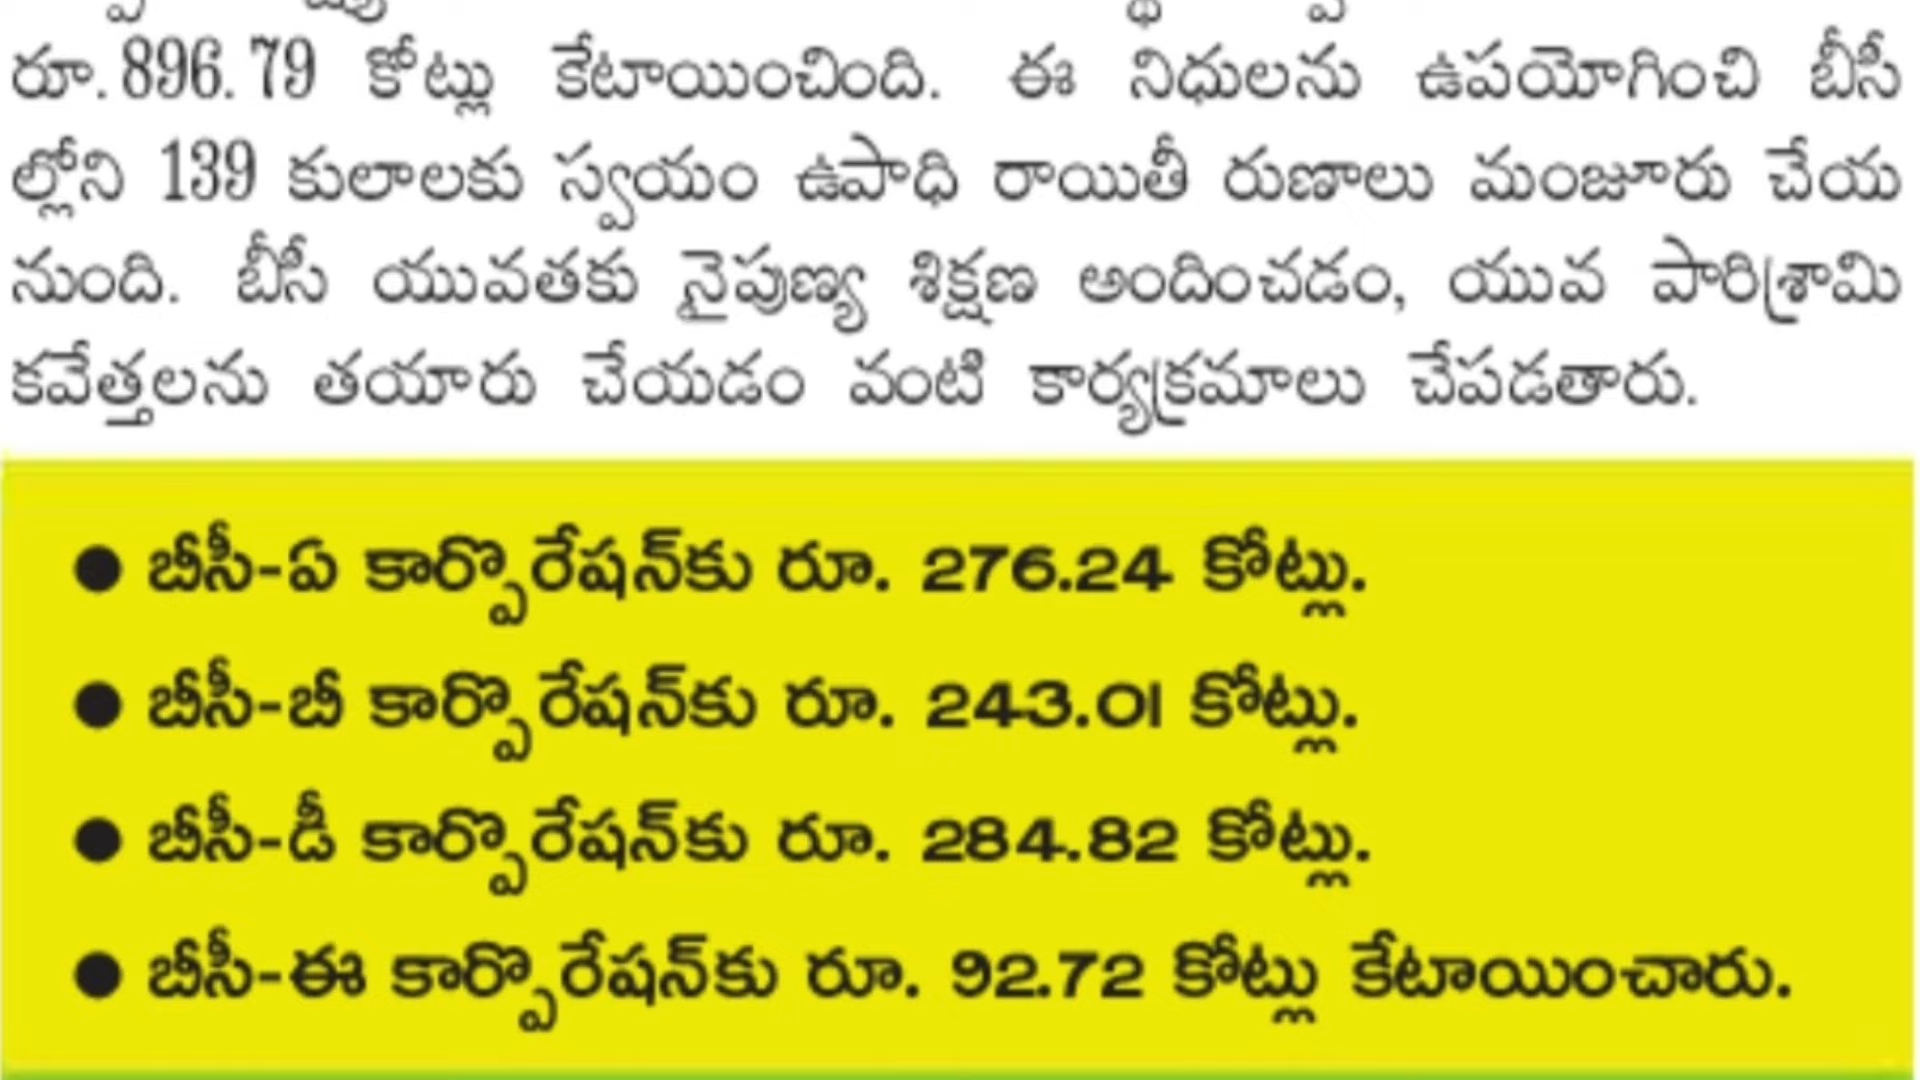 రూ. 896. 79 కోట్లు కేటాయించింది. ఈ నిధులను ఉపయోగించి బీసీ
ల్లోని 139 కులాలకు స్వయం ఉపాధి రాయితీ రుణాలు మంజూరు చేయ
నుంది. బీసీ యువతకు నైపుణ్య శిక్షణ అందించడం, యువ పారిశ్రామి
కవేత్తలను తయారు చేయడం వంటి కార్యక్రమాలు చేపడతారు.
● బీసీ-ఏ కార్పొరేషన్‌కు రూ. 276.24 కోట్లు.
● బీసీ-బీ కార్పొరేషన్‌కు రూ. 243.01 కోట్లు.
● బీసీ-డీ కార్పొరేషన్‌కు రూ. 284.82 కోట్లు.
● బీసీ-ఈ కార్పొరేషన్‌కు రూ. 92.72 కోట్లు కేటాయించారు.